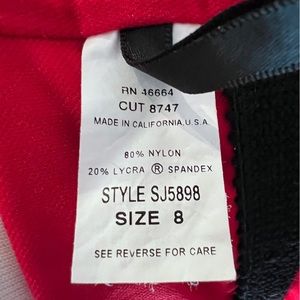 RN 46664
CUT 8747
MADE IN CALIFORNIA, U.S.A.
80% NYLON
20% LYCRA ® SPANDEX
STYLE SJ5898
SIZE 8
SEE REVERSE FOR CARE